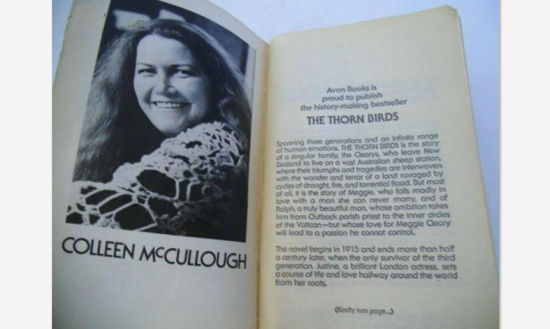 COLLEEN McCULLOUGH
Avon Books is
proud to publish
the history-making bestseller
THE THORN BIRDS
Spanning three generations and an infinite range
of human emotions, THE THORN BIRDS is the story
of a singular family, the Clearys, who leave New
Zealand to live on a vast Australian sheep station,
where their triumphs and tragedies are interwoven
with the wonder and terror of a land ravaged by
cycles of drought, fire, and torrential flood. But most
of all, it is the story of Meggie, who falls madly in
love with a man she can never marry, and of
Ralph, a truly beautiful man, whose ambition takes
him from Outback parish priest to the inner circles
of the Vatican—but whose love for Meggie Cleary
will lead to a passion he cannot control.
The novel begins in 1915 and ends more than half
a century later, when the only survivor of the third
generation, Justine, a brilliant London actress, sets
a course of life and love halfway around the world
from her roots.
(Kindly turn page...)